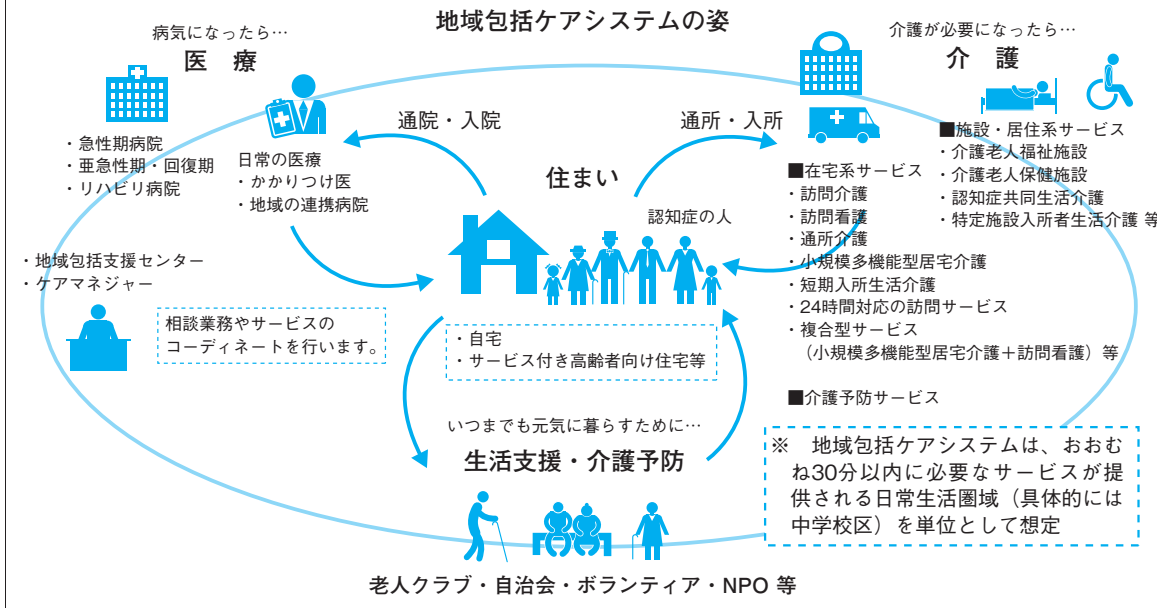 地域包括ケアシステムの姿
病気になったら…
医 療
・急性期病院
・亜急性期・回復期
・リハビリ病院
日常の医療
・かかりつけ医
・地域の連携病院
通院・入院
通所・入所
介護が必要になったら…
介 護
■施設・居住系サービス
・介護老人福祉施設
・介護老人保健施設
・認知症共同生活介護
・特定施設入所者生活介護 等
■在宅系サービス
・訪問介護
・訪問看護
・通所介護
・小規模多機能型居宅介護
・短期入所生活介護
・24時間対応の訪問サービス
・複合型サービス
（小規模多機能型居宅介護＋訪問看護）等
■介護予防サービス
住まい
認知症の人
・自宅
・サービス付き高齢者向け住宅等
・地域包括支援センター
・ケアマネジャー
相談業務やサービスの
コーディネートを行います。
いつまでも元気に暮らすために…
生活支援・介護予防
老人クラブ・自治会・ボランティア・NPO 等
※ 地域包括ケアシステムは、おおむ
ね30分以内に必要なサービスが提
供される日常生活圏域（具体的には
中学校区）を単位として想定